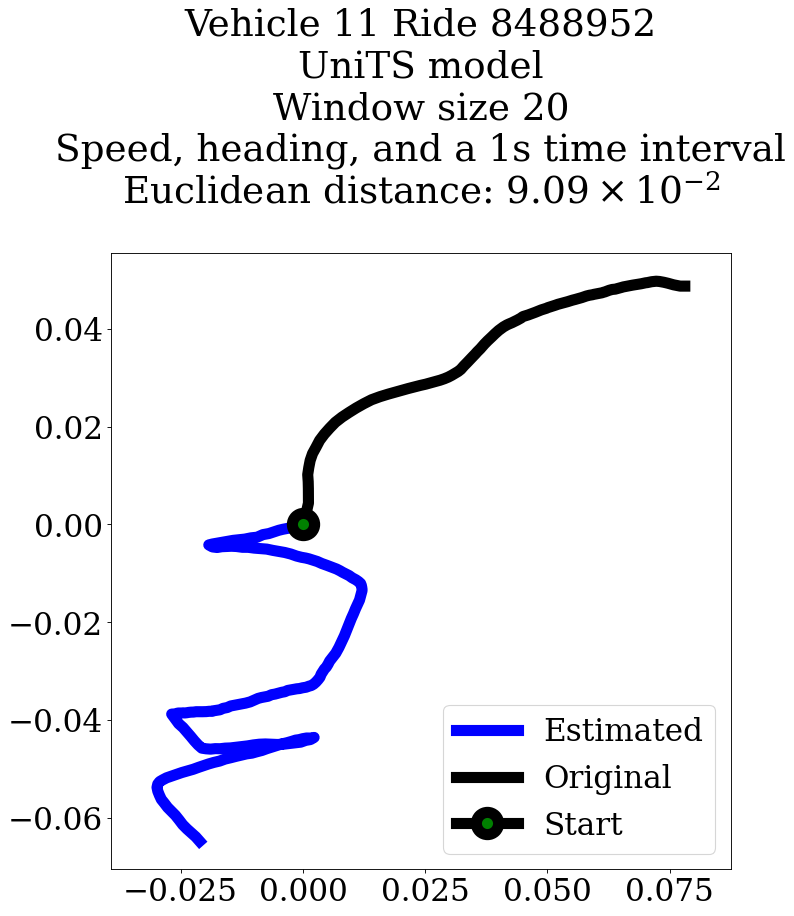 Vehicle 11 Ride 8488952
UniTS model
Window size 20
Speed, heading, and a 1s time interval
Euclidean distance: 9.09 × 10⁻²
0.04
0.02
0.00
−0.02
−0.04
−0.06
−0.025 0.000 0.025 0.050 0.075
Estimated
Original
Start